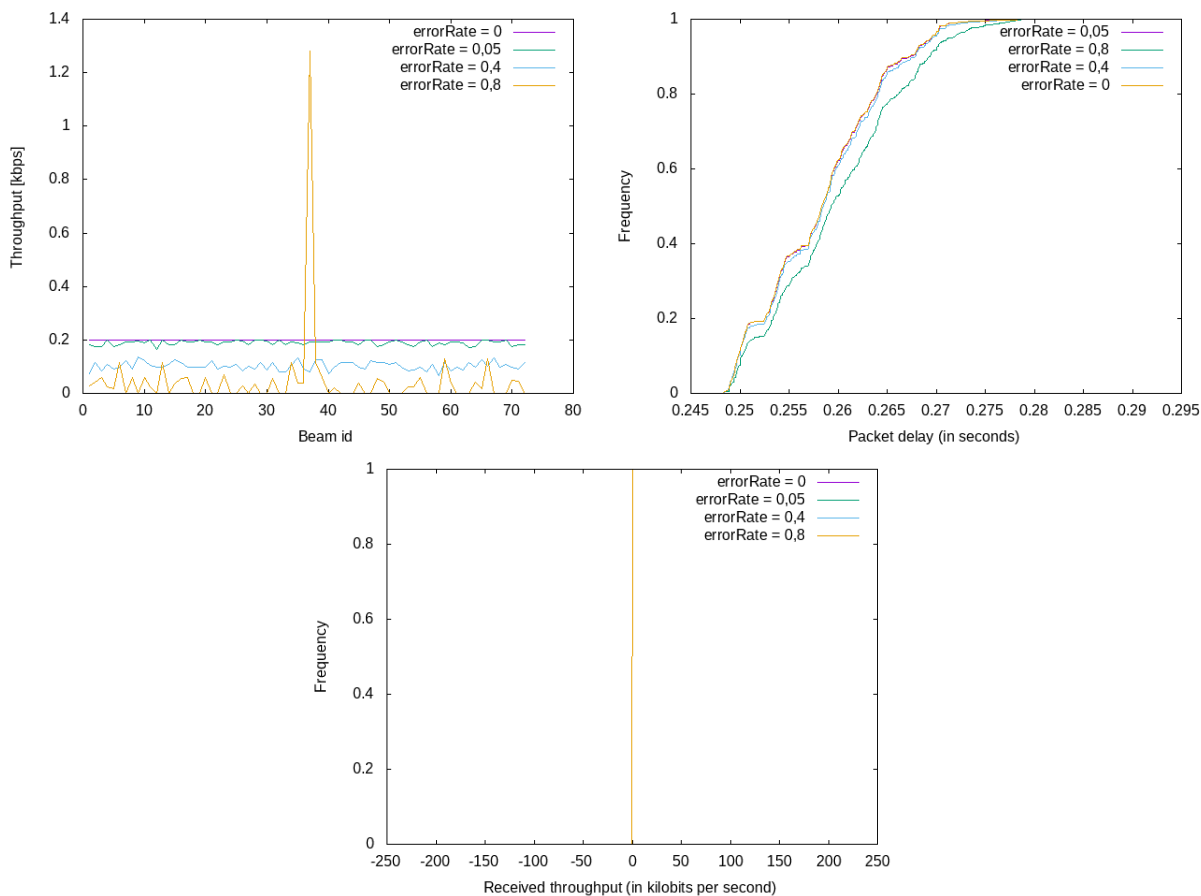 Throughput [kbps]
1.4
1.2
1
0.8
0.6
0.4
0.2
0
0 10 20 30 40 50 60 70 80
Beam id
errorRate = 0
errorRate = 0,05
errorRate = 0,4
errorRate = 0,8
Frequency
1
0.8
0.6
0.4
0.2
0
0.245 0.25 0.255 0.26 0.265 0.27 0.275 0.28 0.285 0.29 0.295
Packet delay (in seconds)
errorRate = 0,05
errorRate = 0,8
errorRate = 0,4
errorRate = 0
Frequency
1
0.8
0.6
0.4
0.2
0
-250 -200 -150 -100 -50 0 50 100 150 200 250
Received throughput (in kilobits per second)
errorRate = 0
errorRate = 0,05
errorRate = 0,4
errorRate = 0,8